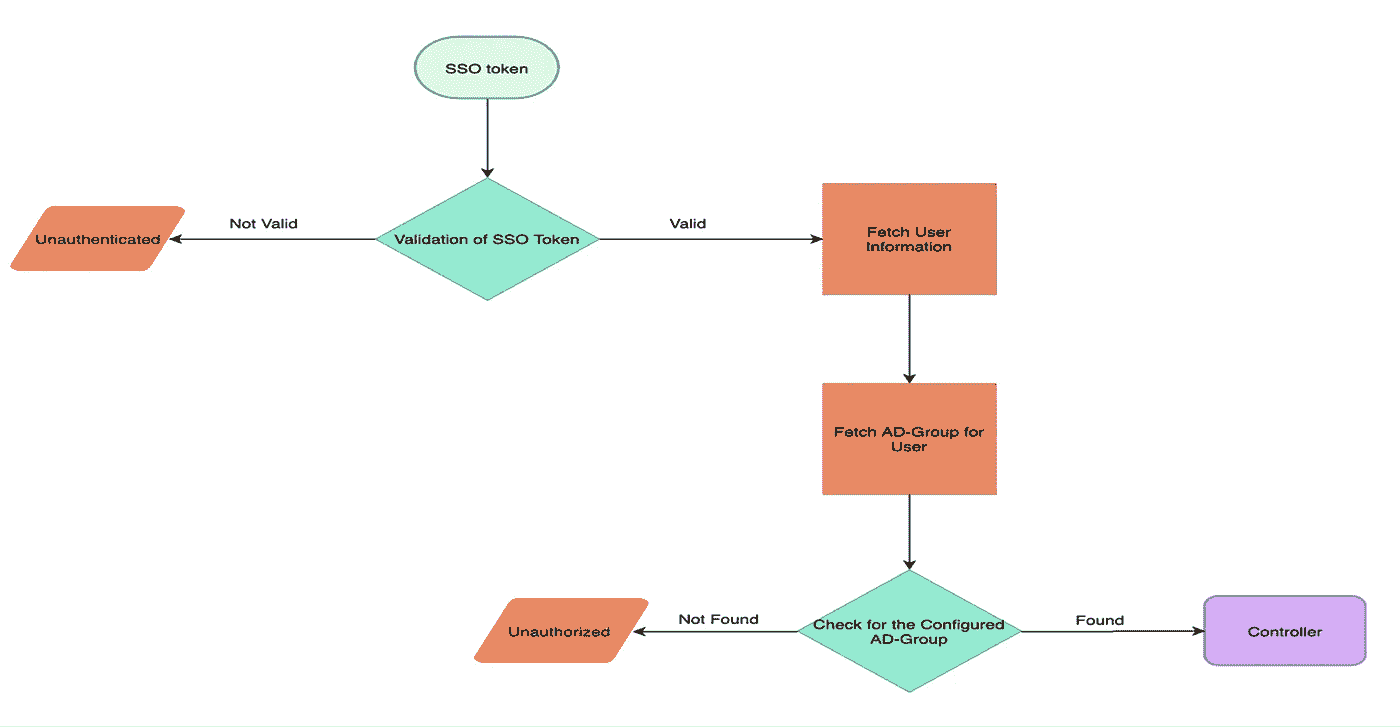 SSO token
Not Valid
Valid
Unauthenticated
Validation of SSO Token
Fetch User
Information
Fetch AD-Group for
User
Not Found
Found
Unauthorized
Check for the Configured
AD-Group
Controller